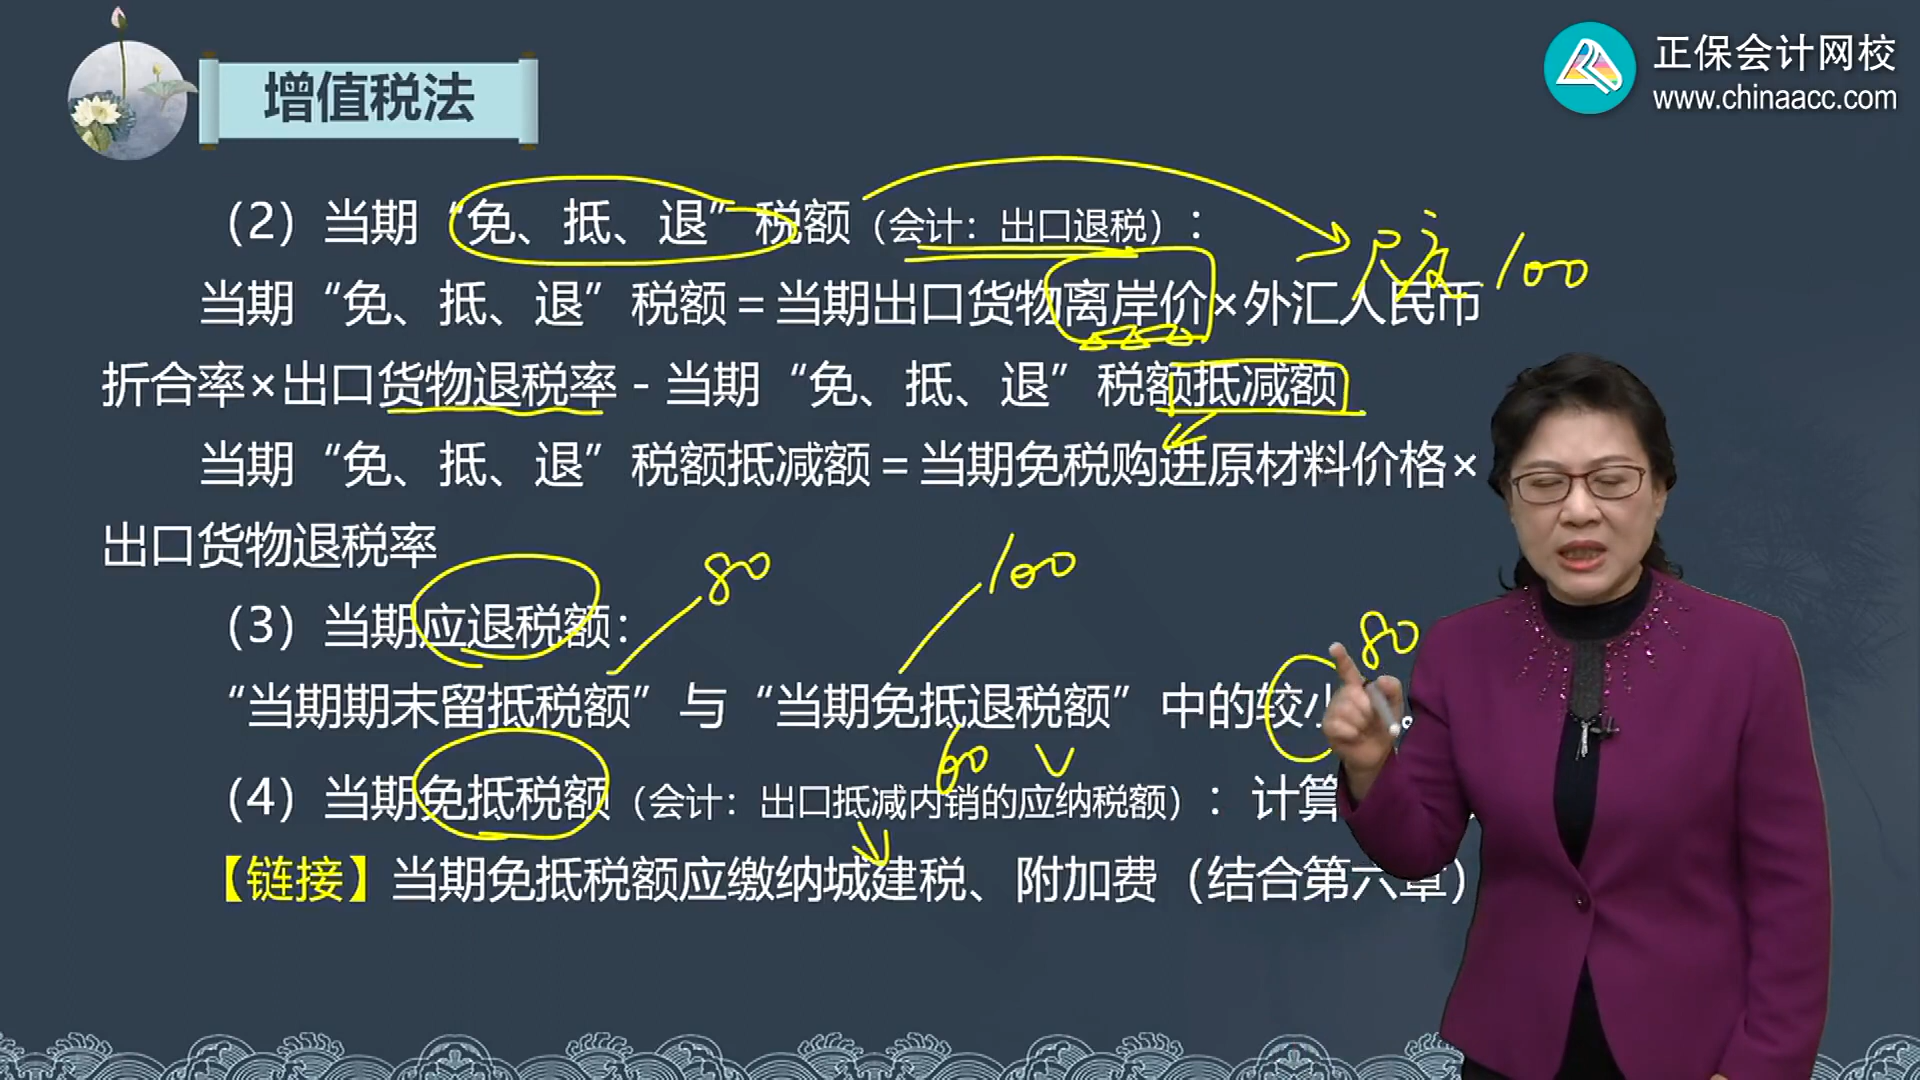 增值税法
正保会计网校
www.chinaacc.com
（2）当期“免、抵、退”税额（会计：出口退税）：
尺度 100
当期“免、抵、退”税额＝当期出口货物离岸价×外汇人民币
折合率×出口货物退税率－当期“免、抵、退”税额抵减额
当期“免、抵、退”税额抵减额＝当期免税购进原材料价格×
出口货物退税率
80
100
（3）当期应退税额：
80
“当期期末留抵税额”与“当期免抵退税额”中的较小
60
（4）当期免抵税额（会计：出口抵减内销的应纳税额）：计算
【链接】当期免抵税额应缴纳城建税、附加费（结合第六章）